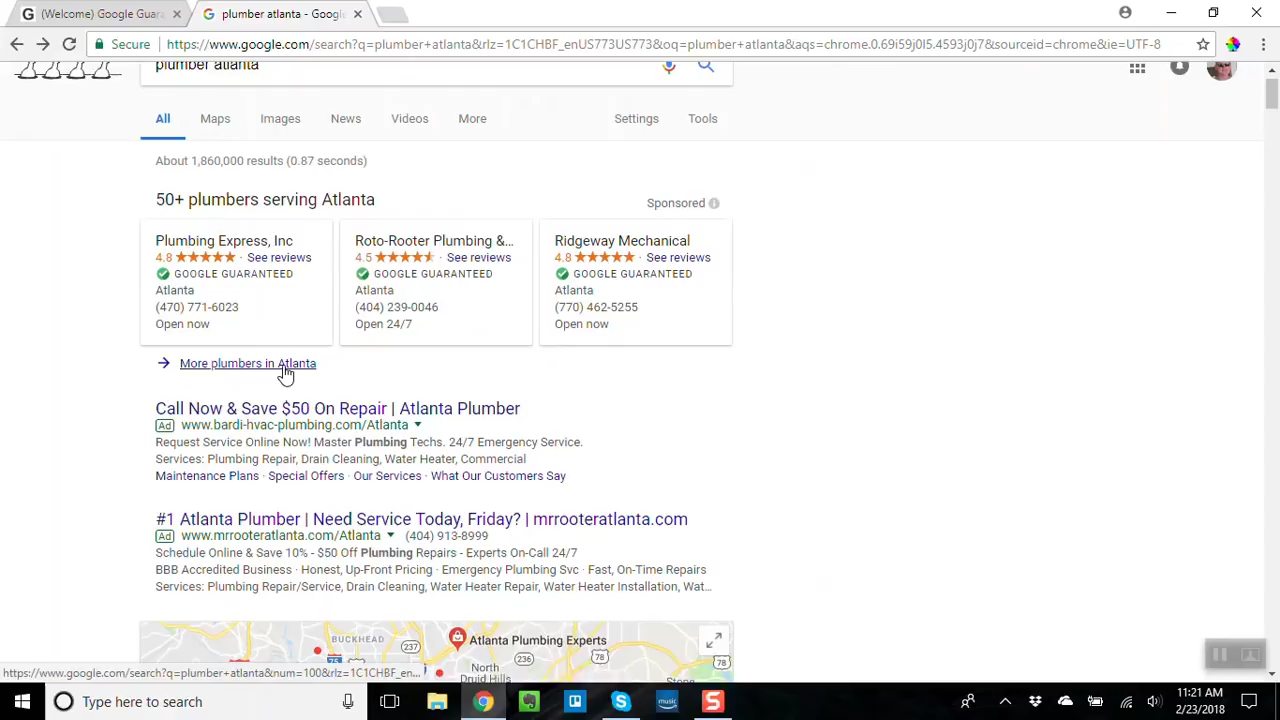 (Welcome) Google Guara
plumber atlanta - Google
Secure
https://www.google.com/search?q=plumber+atlanta&rlz=1C1CHBF_enUS773US773&oq=plumber+atlanta&aqs=chrome.0.69i59j0l5.4593j0j7&sourceid=chrome&ie=UTF-8
plumber atlanta
All Maps Images News Videos More Settings Tools
About 1,860,000 results (0.87 seconds)
50+ plumbers serving Atlanta
Sponsored
Plumbing Express, Inc
4.8 · See reviews
GOOGLE GUARANTEED
Atlanta
(470) 771-6023
Open now
Roto-Rooter Plumbing &...
4.5 · See reviews
GOOGLE GUARANTEED
Atlanta
(404) 239-0046
Open 24/7
Ridgeway Mechanical
4.8 · See reviews
GOOGLE GUARANTEED
Atlanta
(770) 462-5255
Open now
More plumbers in Atlanta
Call Now & Save $50 On Repair | Atlanta Plumber
Ad www.bardi-hvac-plumbing.com/Atlanta
Request Service Online Now! Master Plumbing Techs. 24/7 Emergency Service.
Services: Plumbing Repair, Drain Cleaning, Water Heater, Commercial
Maintenance Plans · Special Offers · Our Services · What Our Customers Say
#1 Atlanta Plumber | Need Service Today, Friday? | mrrooteratlanta.com
Ad www.mrrooteratlanta.com/Atlanta (404) 913-8999
Schedule Online & Save 10% - $50 Off Plumbing Repairs - Experts On-Call 24/7
BBB Accredited Business · Honest, Up-Front Pricing · Emergency Plumbing Svc · Fast, On-Time Repairs
Services: Plumbing Repair/Service, Drain Cleaning, Water Heater Repair, Water Heater Installation, Wat...
BUCKHEAD
237
Atlanta Plumbing Experts
75
236
78
78
North
Druid Hills
https://www.google.com/search?q=plumber+atlanta&num=100&rlz=1C1CHBF_en...
Type here to search
music
11:21 AM
2/23/2018